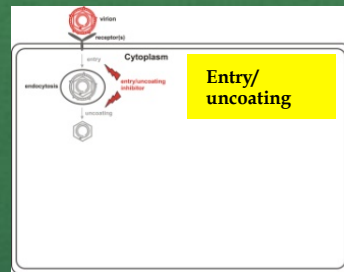 virion
receptor(s)
Cytoplasm
entry
endocytosis
entry/uncoating
inhibitor
uncoating
Entry/
uncoating